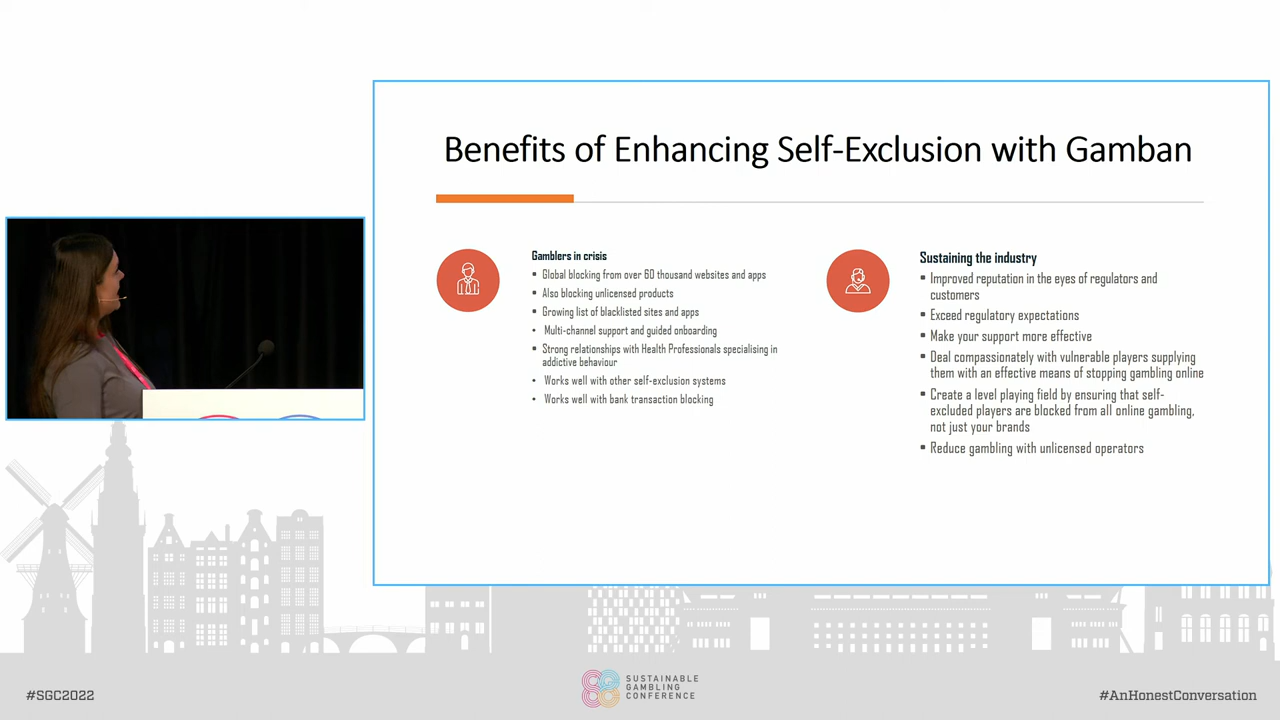 Benefits of Enhancing Self-Exclusion with Gamban
Gamblers in crisis
▪ Global blocking from over 60 thousand websites and apps
▪ Also blocking unlicensed products
▪ Growing list of blacklisted sites and apps
• Multi-channel support and guided onboarding
▪ Strong relationships with Health Professionals specialising in
addictive behaviour
• Works well with other self-exclusion systems
• Works well with bank transaction blocking
Sustaining the industry
▪ Improved reputation in the eyes of regulators and
customers
▪ Exceed regulatory expectations
▪ Make your support more effective
▪ Deal compassionately with vulnerable players supplying
them with an effective means of stopping gambling online
▪ Create a level playing field by ensuring that self-
excluded players are blocked from all online gambling,
not just your brands
▪ Reduce gambling with unlicensed operators
#SGC2022
SUSTAINABLE
GAMBLING
CONFERENCE
#AnHonestConversation